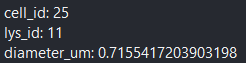 cell_id: 25
lys_id: 11
diameter_um: 0.7155417203903198